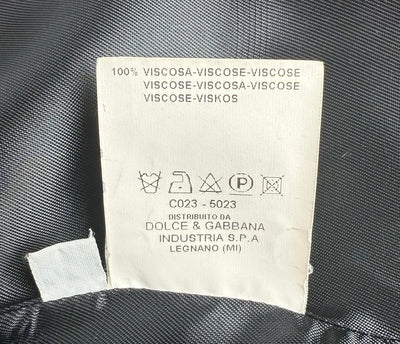 100% VISCOSA-VISCOSE-VISCOSE
VISCOSE-VISCOSA-VISCOSE
VISCOSE-VISKOS
P
C023 - 5023
DISTRIBUITO DA
DOLCE & GABBANA
INDUSTRIA S.P.A
LEGNANO (MI)